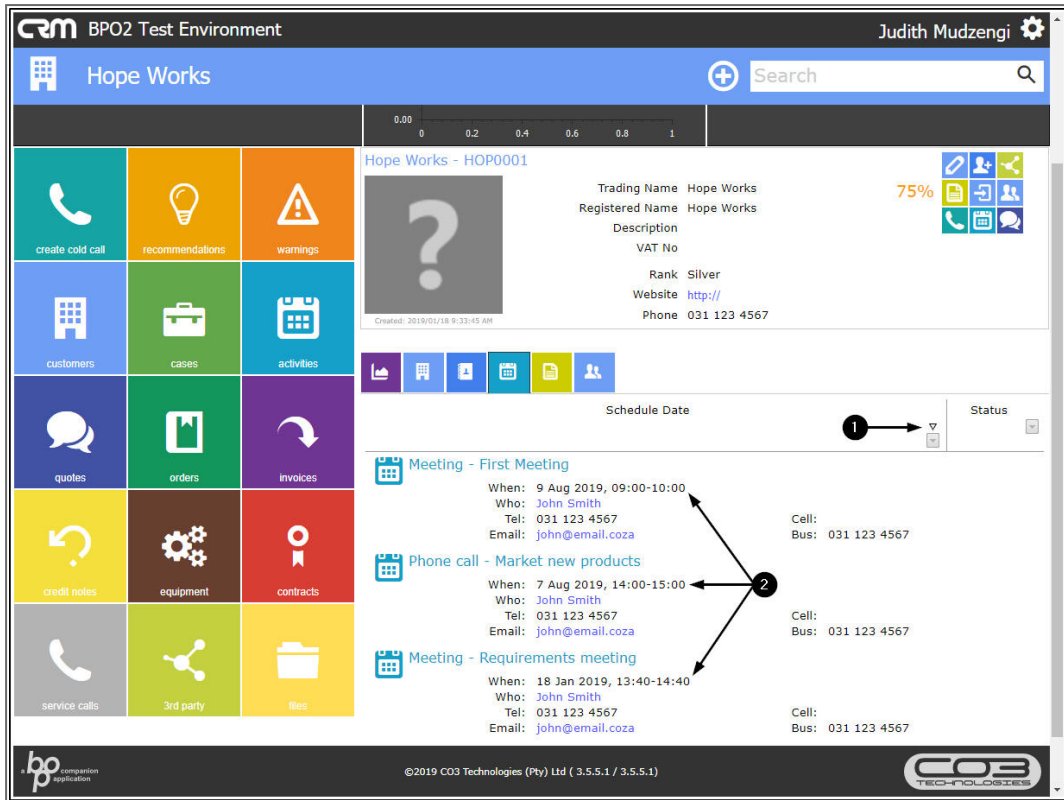 CRM BPO2 Test Environment
Judith Mudzengi
Hope Works
Search
0.00
0 0.2 0.4 0.6 0.8 1
create cold call
recommendations
warnings
customers
cases
activities
quotes
orders
invoices
credit notes
equipment
contracts
service calls
3rd party
files
Hope Works - HOP0001
?
Created: 2019/01/18 9:33:45 AM
Trading Name Hope Works
Registered Name Hope Works
Description
VAT No
Rank Silver
Website http://
Phone 031 123 4567
75%
Schedule Date
Status
1
Meeting - First Meeting
When: 9 Aug 2019, 09:00-10:00
Who: John Smith
Tel: 031 123 4567 Cell:
Email: john@email.coza Bus: 031 123 4567
Phone call - Market new products
When: 7 Aug 2019, 14:00-15:00
2
Who: John Smith
Tel: 031 123 4567 Cell:
Email: john@email.coza Bus: 031 123 4567
Meeting - Requirements meeting
When: 18 Jan 2019, 13:40-14:40
Who: John Smith
Tel: 031 123 4567 Cell:
Email: john@email.coza Bus: 031 123 4567
a bpo companion
application
©2019 CO3 Technologies (Pty) Ltd ( 3.5.5.1 / 3.5.5.1)
CO3
TECHNOLOGIES